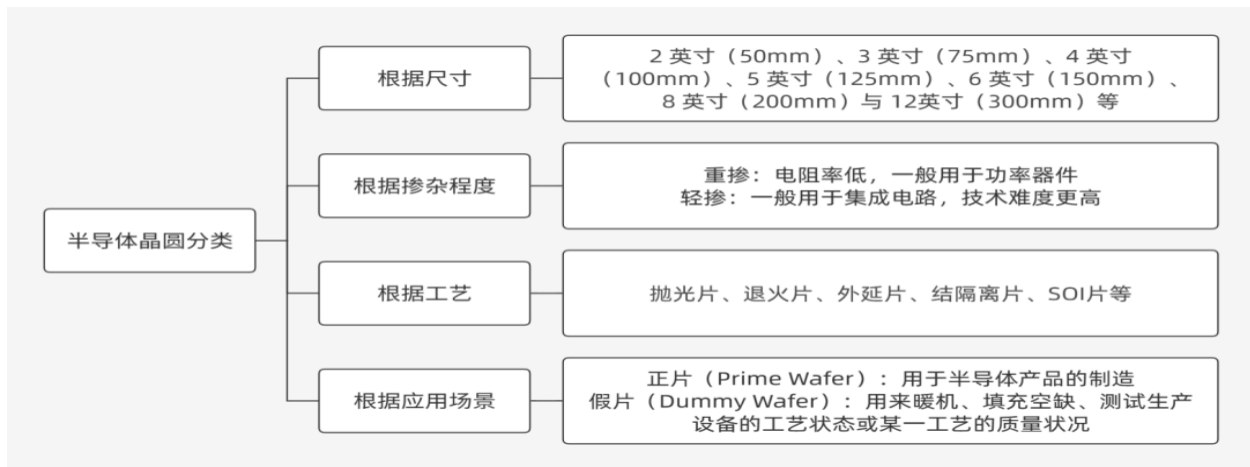 半导体晶圆分类
根据尺寸
2 英寸（50mm）、3 英寸（75mm）、4 英寸
（100mm）、5 英寸（125mm）、6 英寸（150mm）、
8 英寸（200mm）与 12英寸（300mm）等
根据掺杂程度
重掺：电阻率低，一般用于功率器件
轻掺：一般用于集成电路，技术难度更高
根据工艺
抛光片、退火片、外延片、结隔离片、SOI片等
根据应用场景
正片（Prime Wafer）：用于半导体产品的制造
假片（Dummy Wafer）：用来暖机、填充空缺、测试生产
设备的工艺状态或某一工艺的质量状况